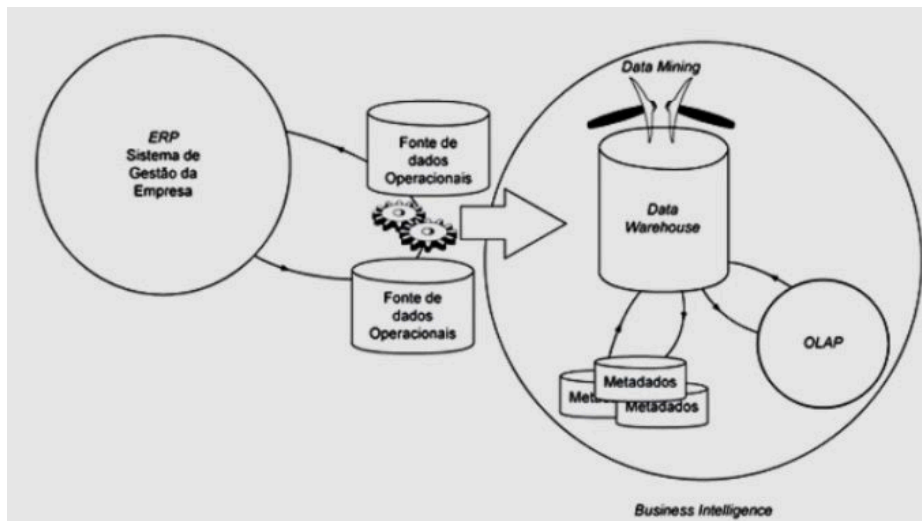 ERP
Sistema de
Gestão da
Empresa
Fonte de
dados
Operacionais
Fonte de
dados
Operacionais
Data Mining
Data
Warehouse
OLAP
Metadados
Metadados
Business Intelligence